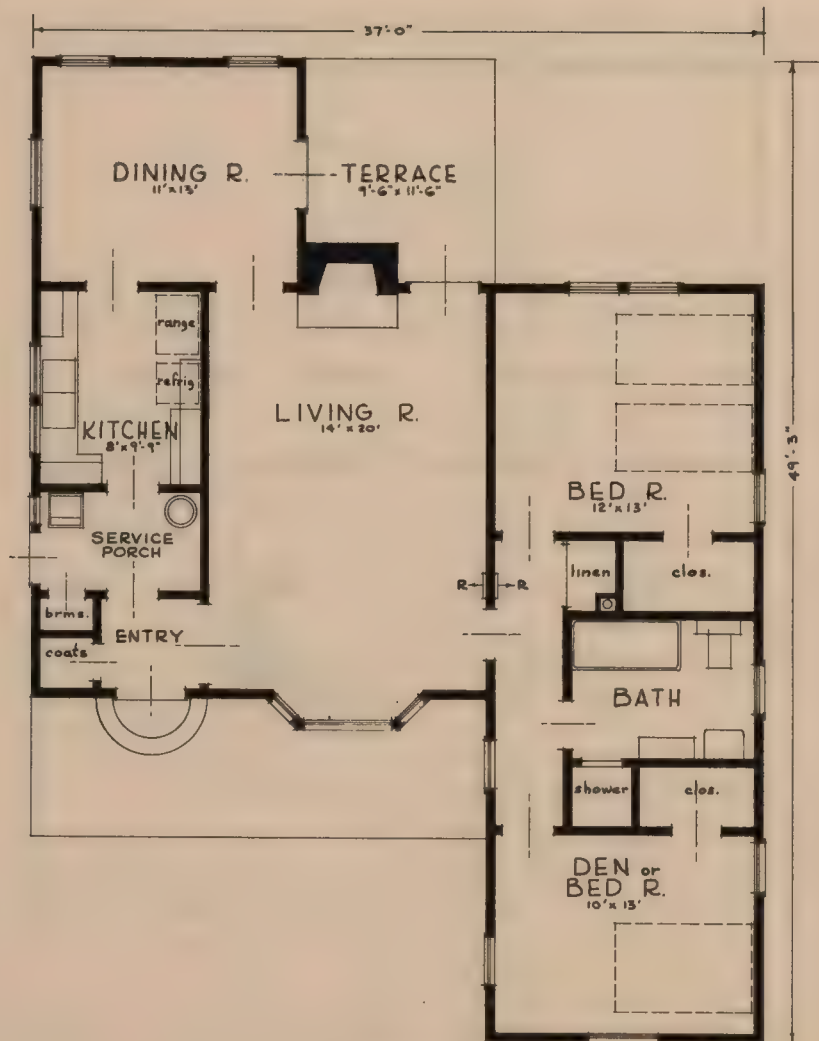 37'-0"
DINING R.
11' x 13'
TERRACE
9'-6" x 11'-6"
range
refrig
KITCHEN
8' x 9'-9"
LIVING R.
14' x 20'
BED R.
12' x 13'
49'-3"
SERVICE
PORCH
R R
linen
clos.
brms.
ENTRY
coats
BATH
shower
clos.
DEN or
BED R.
10' x 13'